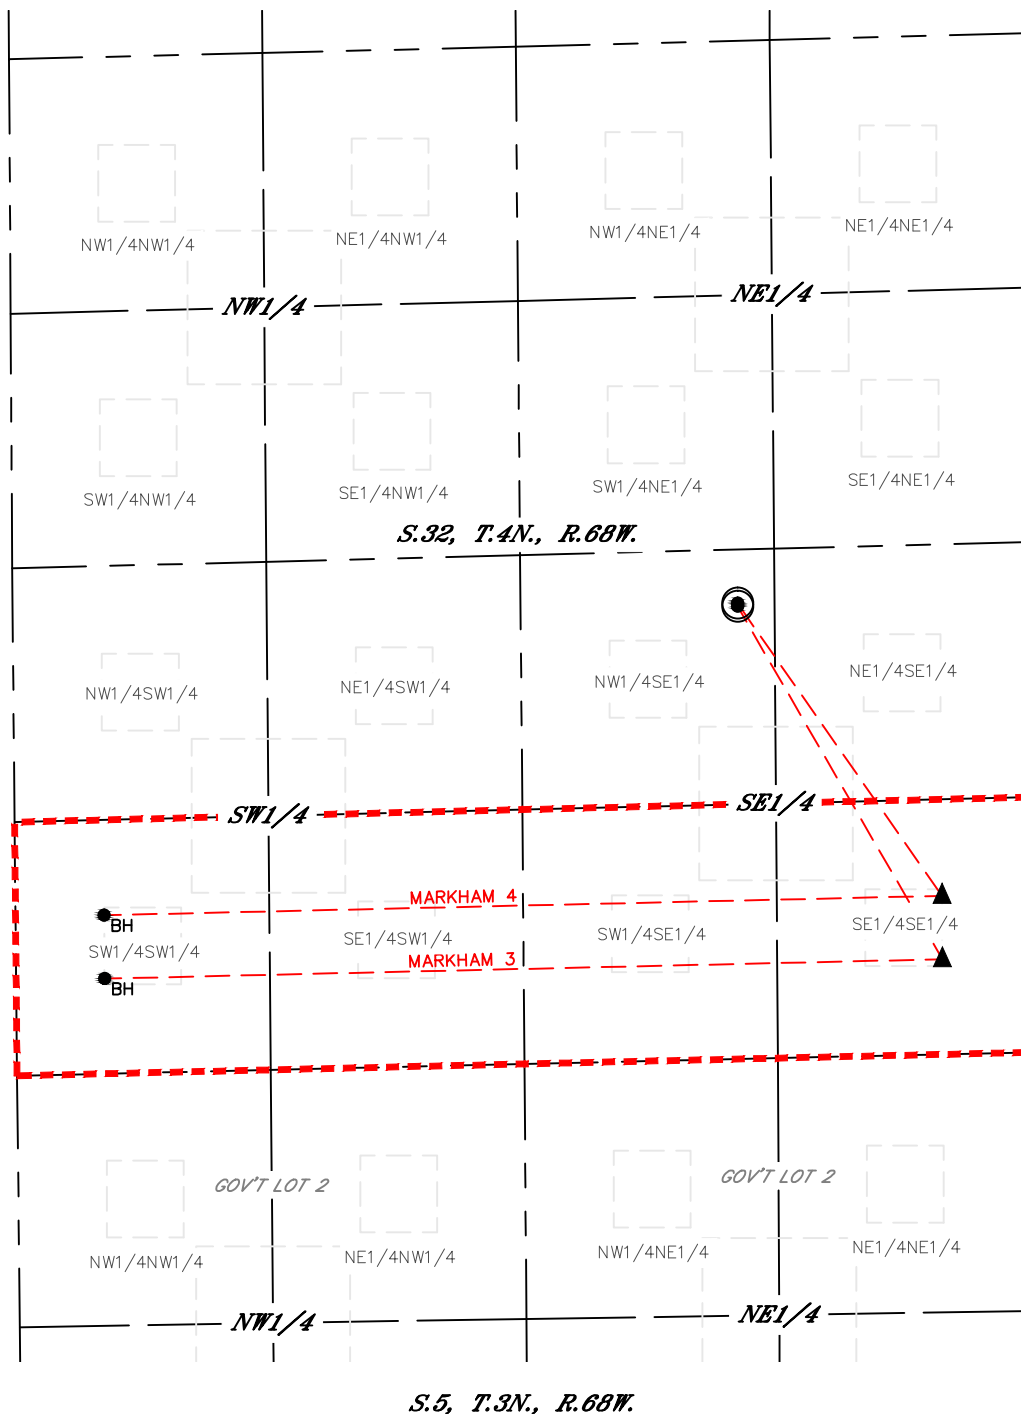 NW1/4NW1/4
NE1/4NW1/4
NW1/4NE1/4
NE1/4NE1/4
NW1/4
NE1/4
SW1/4NW1/4
SE1/4NW1/4
SW1/4NE1/4
SE1/4NE1/4
S.32, T.4N., R.68W.
NW1/4SW1/4
NE1/4SW1/4
NW1/4SE1/4
NE1/4SE1/4
SW1/4
SE1/4
MARKHAM 4
BH
SW1/4SW1/4
SE1/4SW1/4
SW1/4SE1/4
SE1/4SE1/4
MARKHAM 3
BH
GOV'T LOT 2
GOV'T LOT 2
NW1/4NW1/4
NE1/4NW1/4
NW1/4NE1/4
NE1/4NE1/4
NW1/4
NE1/4
S.5, T.3N., R.68W.